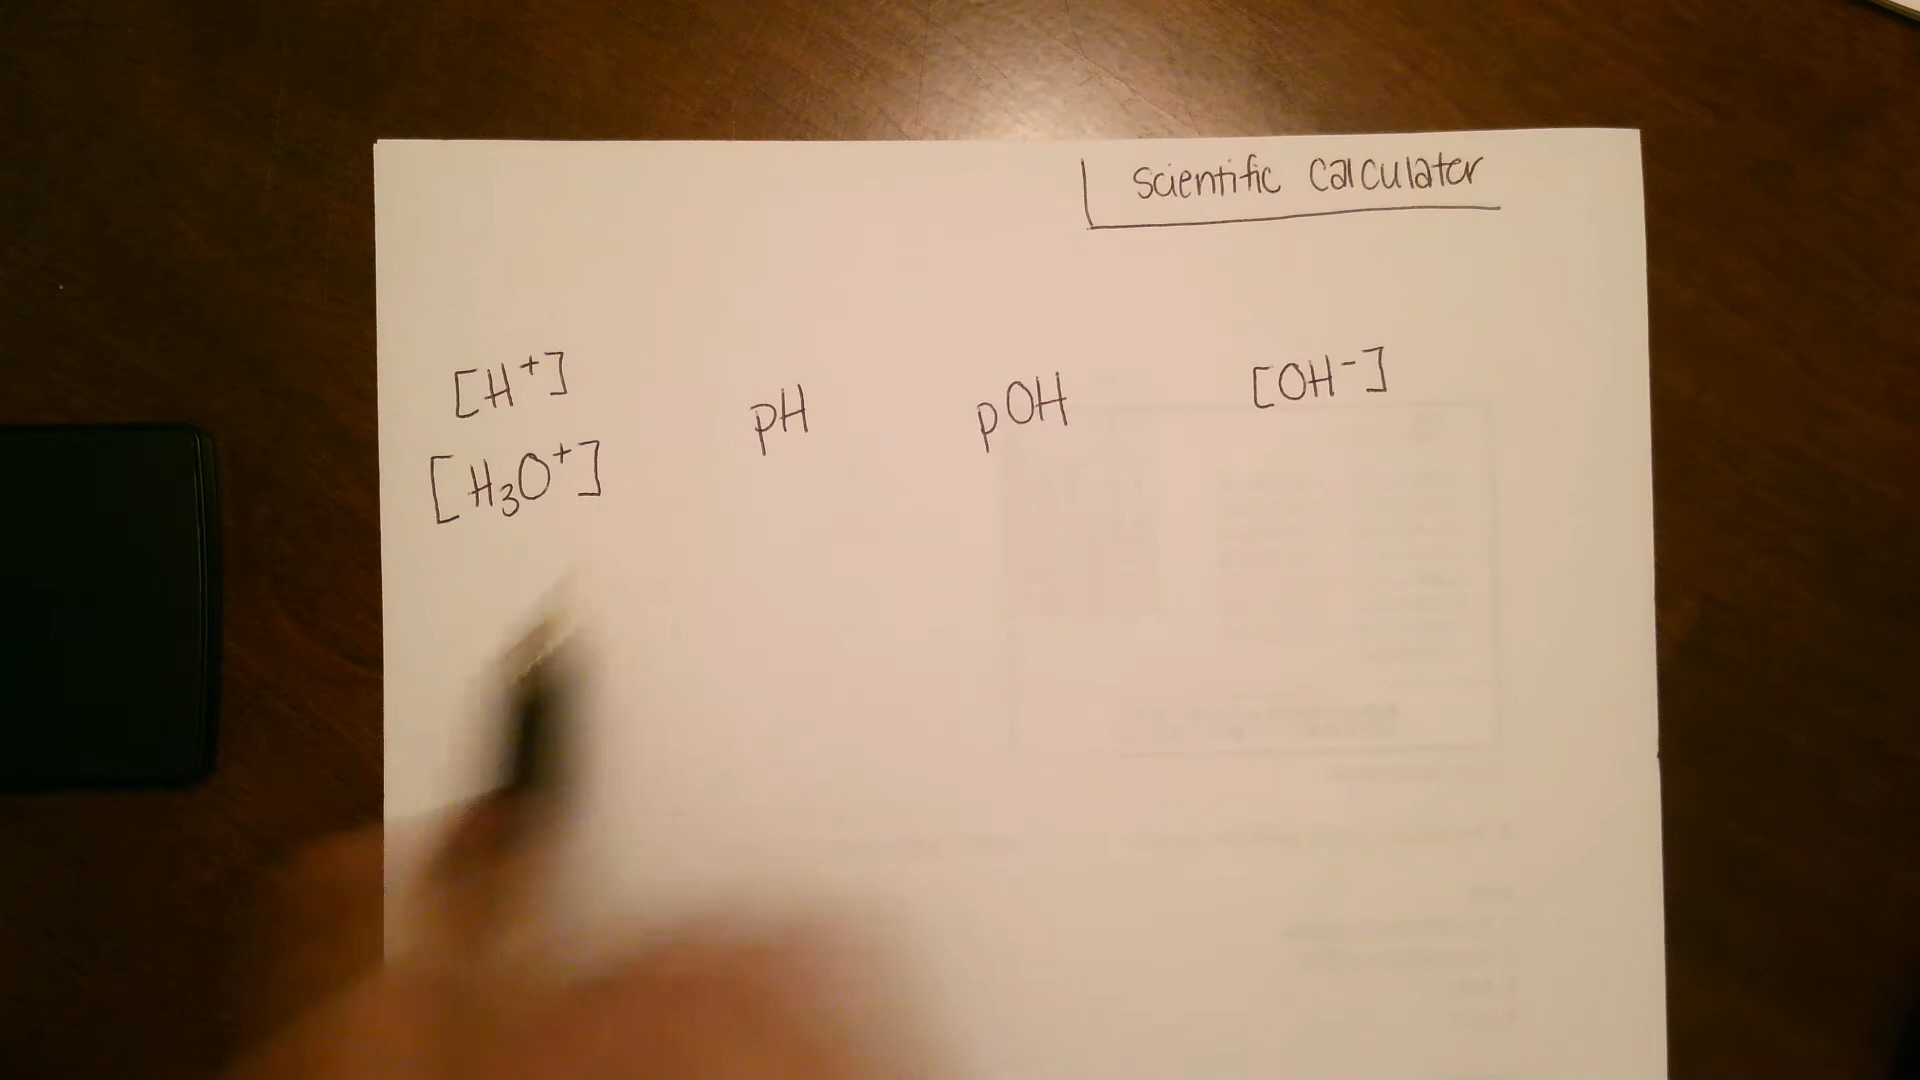 Scientific Calculater
[H⁺] pH pOH [OH⁻]
[H₃O⁺]